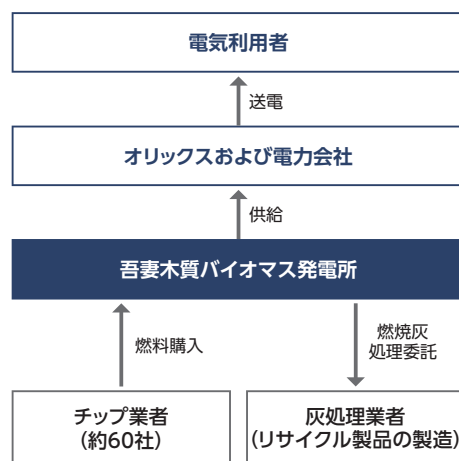 電気利用者
送電
オリックスおよび電力会社
供給
吾妻木質バイオマス発電所
燃料購入
燃焼灰
処理委託
チップ業者
(約60社)
灰処理業者
(リサイクル製品の製造)